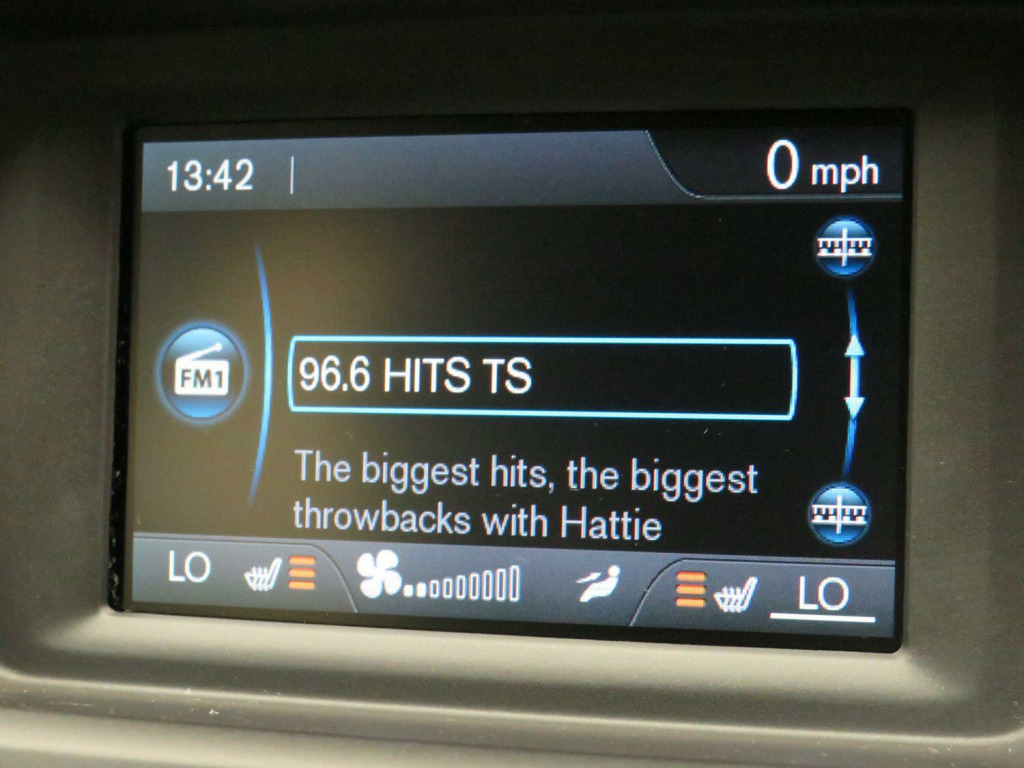 13:42
0 mph
FM1
96.6 HITS TS
The biggest hits, the biggest
throwbacks with Hattie
LO
LO